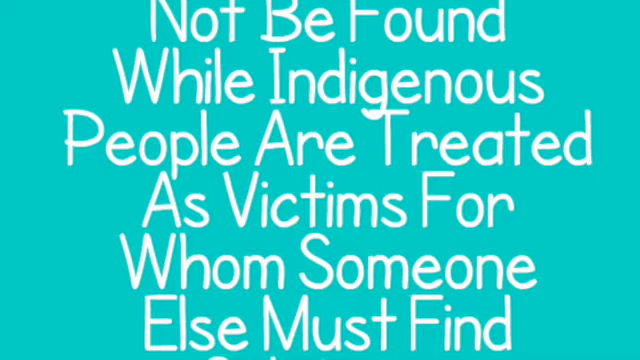 Not Be Found
While Indigenous
People Are Treated
As Victims For
Whom Someone
Else Must Find